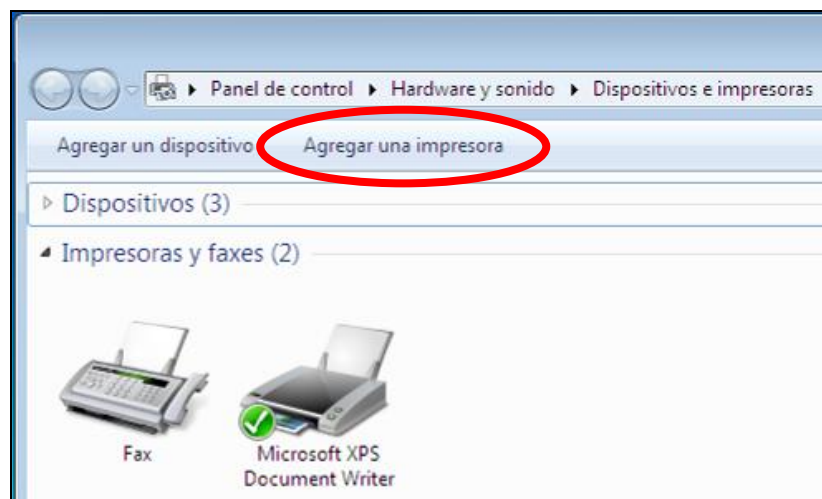 Panel de control Hardware y sonido Dispositivos e impresoras
Agregar un dispositivo Agregar una impresora
Dispositivos (3)
Impresoras y faxes (2)
Fax
Microsoft XPS
Document Writer